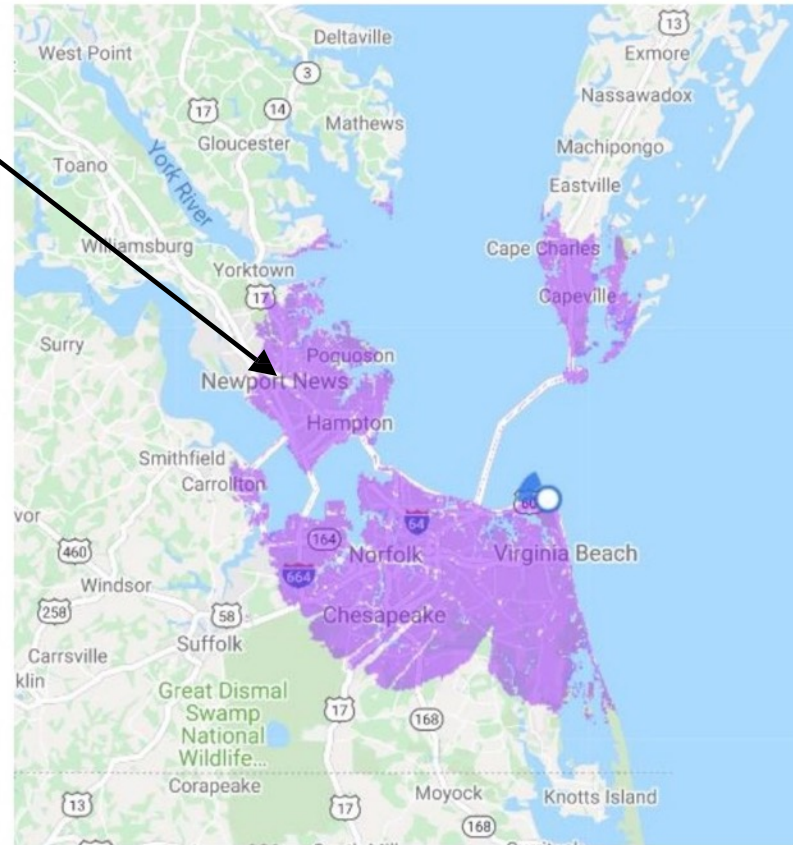 Deltaville
13
West Point
3
Exmore
17
14
Nassawadox
Mathews
Gloucester
Machipongo
Toano
York River
Eastville
Williamsburg
Cape Charles
Yorktown
17
Capeville
Surry
Poquoson
Newport News
Hampton
Smithfield
Carrollton
60
vor
64
164
460
Norfolk
Virginia Beach
664
Windsor
258
58
Chesapeake
Suffolk
Carrsville
klin
Great Dismal
Swamp
National
Wildlife...
17
168
Corapeake
13
17
Moyock
Knotts Island
168